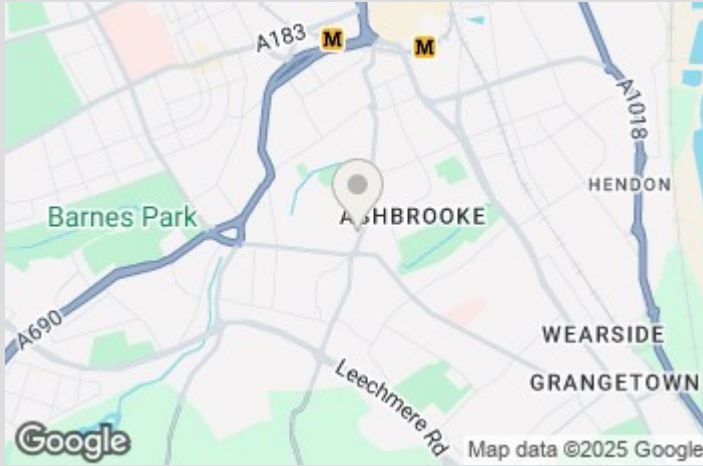 A183
M
M
A1018
HENDON
Barnes Park
ASHBROOKE
A690
WEARSIDE
GRANGETOWN
Leechmere Rd
Google
Map data ©2025 Google